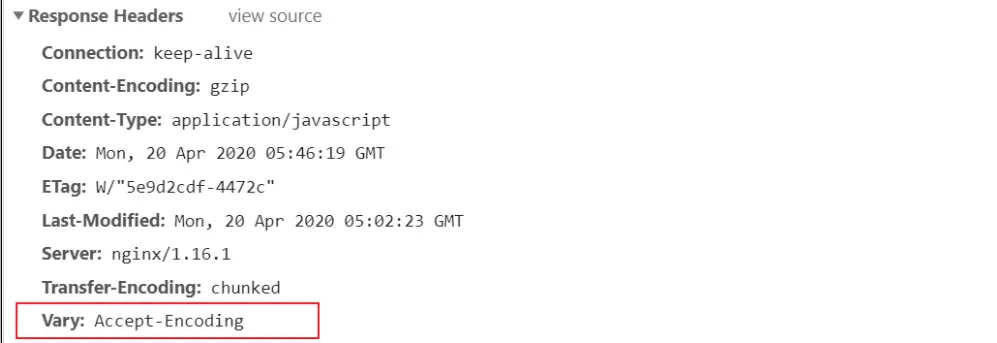 Response Headers view source
Connection: keep-alive
Content-Encoding: gzip
Content-Type: application/javascript
Date: Mon, 20 Apr 2020 05:46:19 GMT
ETag: W/"5e9d2cdf-4472c"
Last-Modified: Mon, 20 Apr 2020 05:02:23 GMT
Server: nginx/1.16.1
Transfer-Encoding: chunked
Vary: Accept-Encoding